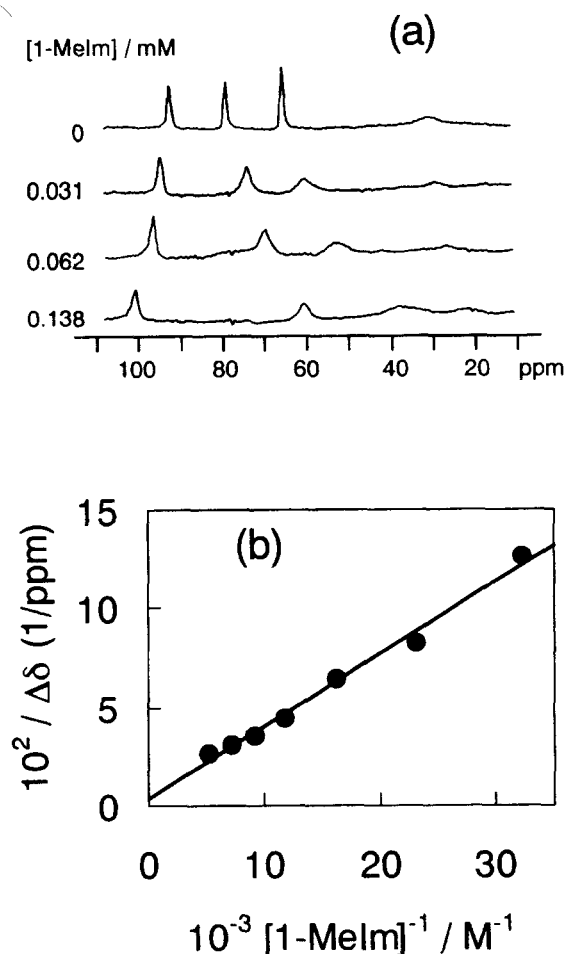 (a)
[1-MeIm] / mM
0
0.031
0.062
0.138
100 80 60 40 20 ppm
(b)
10² / Δδ (1/ppm)
15
10
5
0
0 10 20 30
10⁻³ [1-MeIm]⁻¹ / M⁻¹